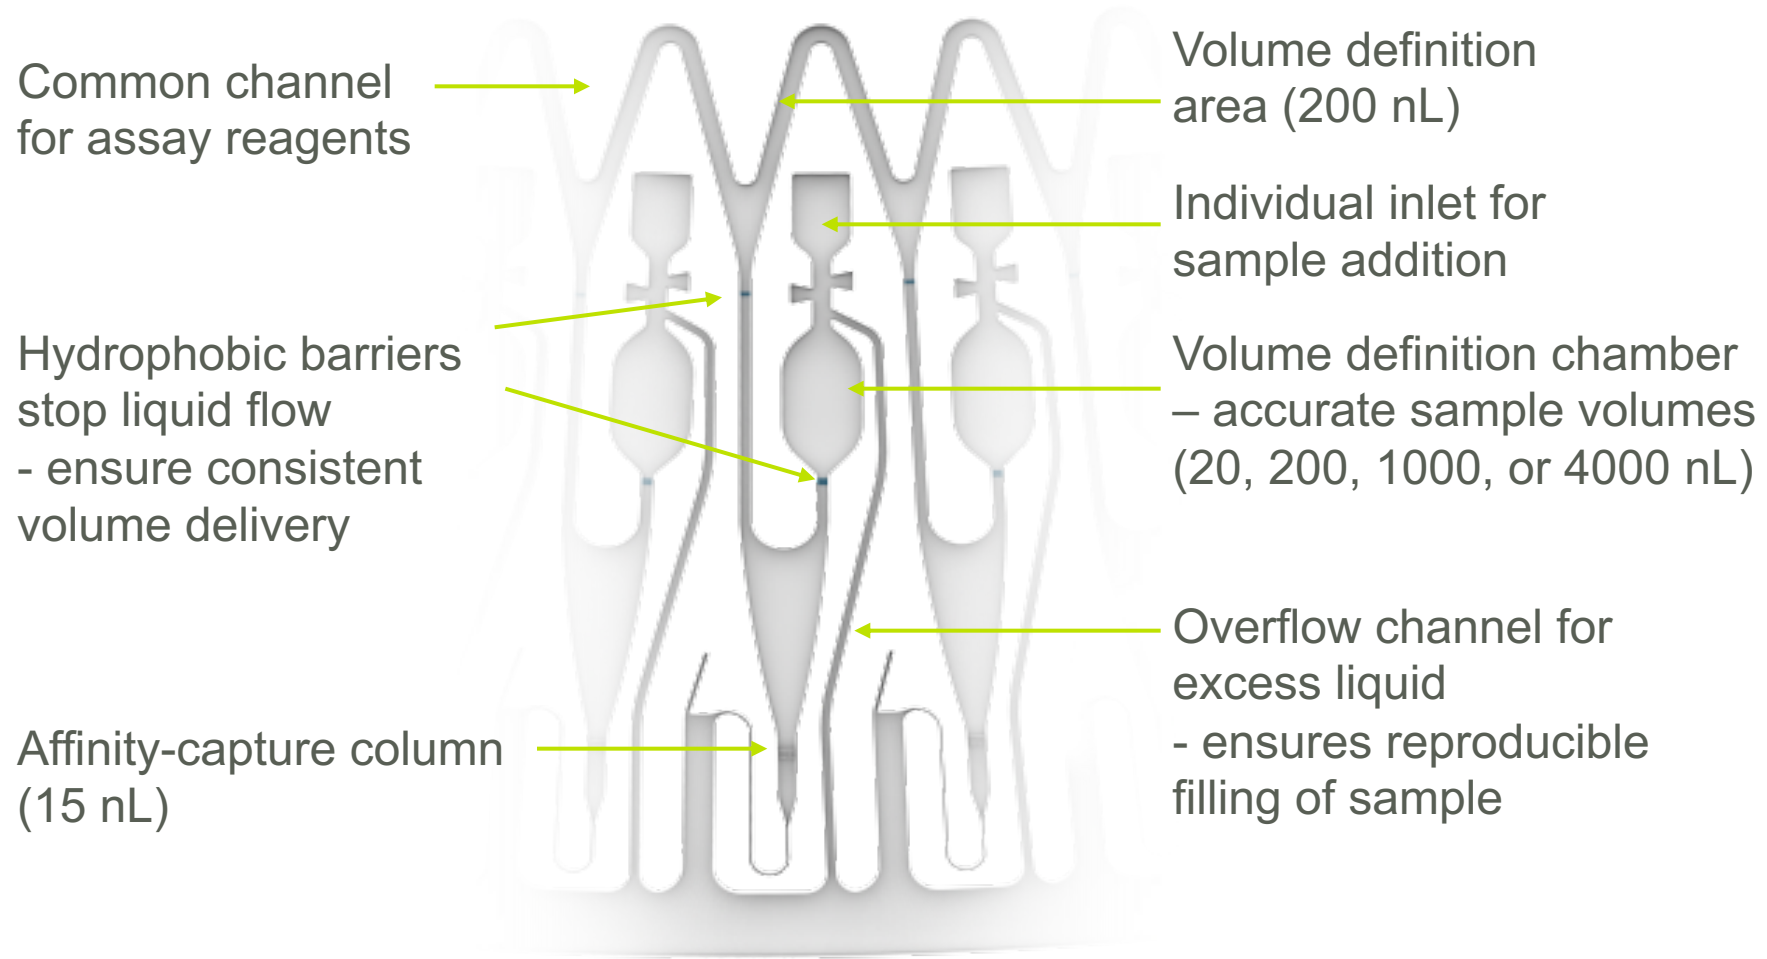 Common channel
for assay reagents
Hydrophobic barriers
stop liquid flow
- ensure consistent
volume delivery
Affinity-capture column
(15 nL)
Volume definition
area (200 nL)
Individual inlet for
sample addition
Volume definition chamber
– accurate sample volumes
(20, 200, 1000, or 4000 nL)
Overflow channel for
excess liquid
- ensures reproducible
filling of sample